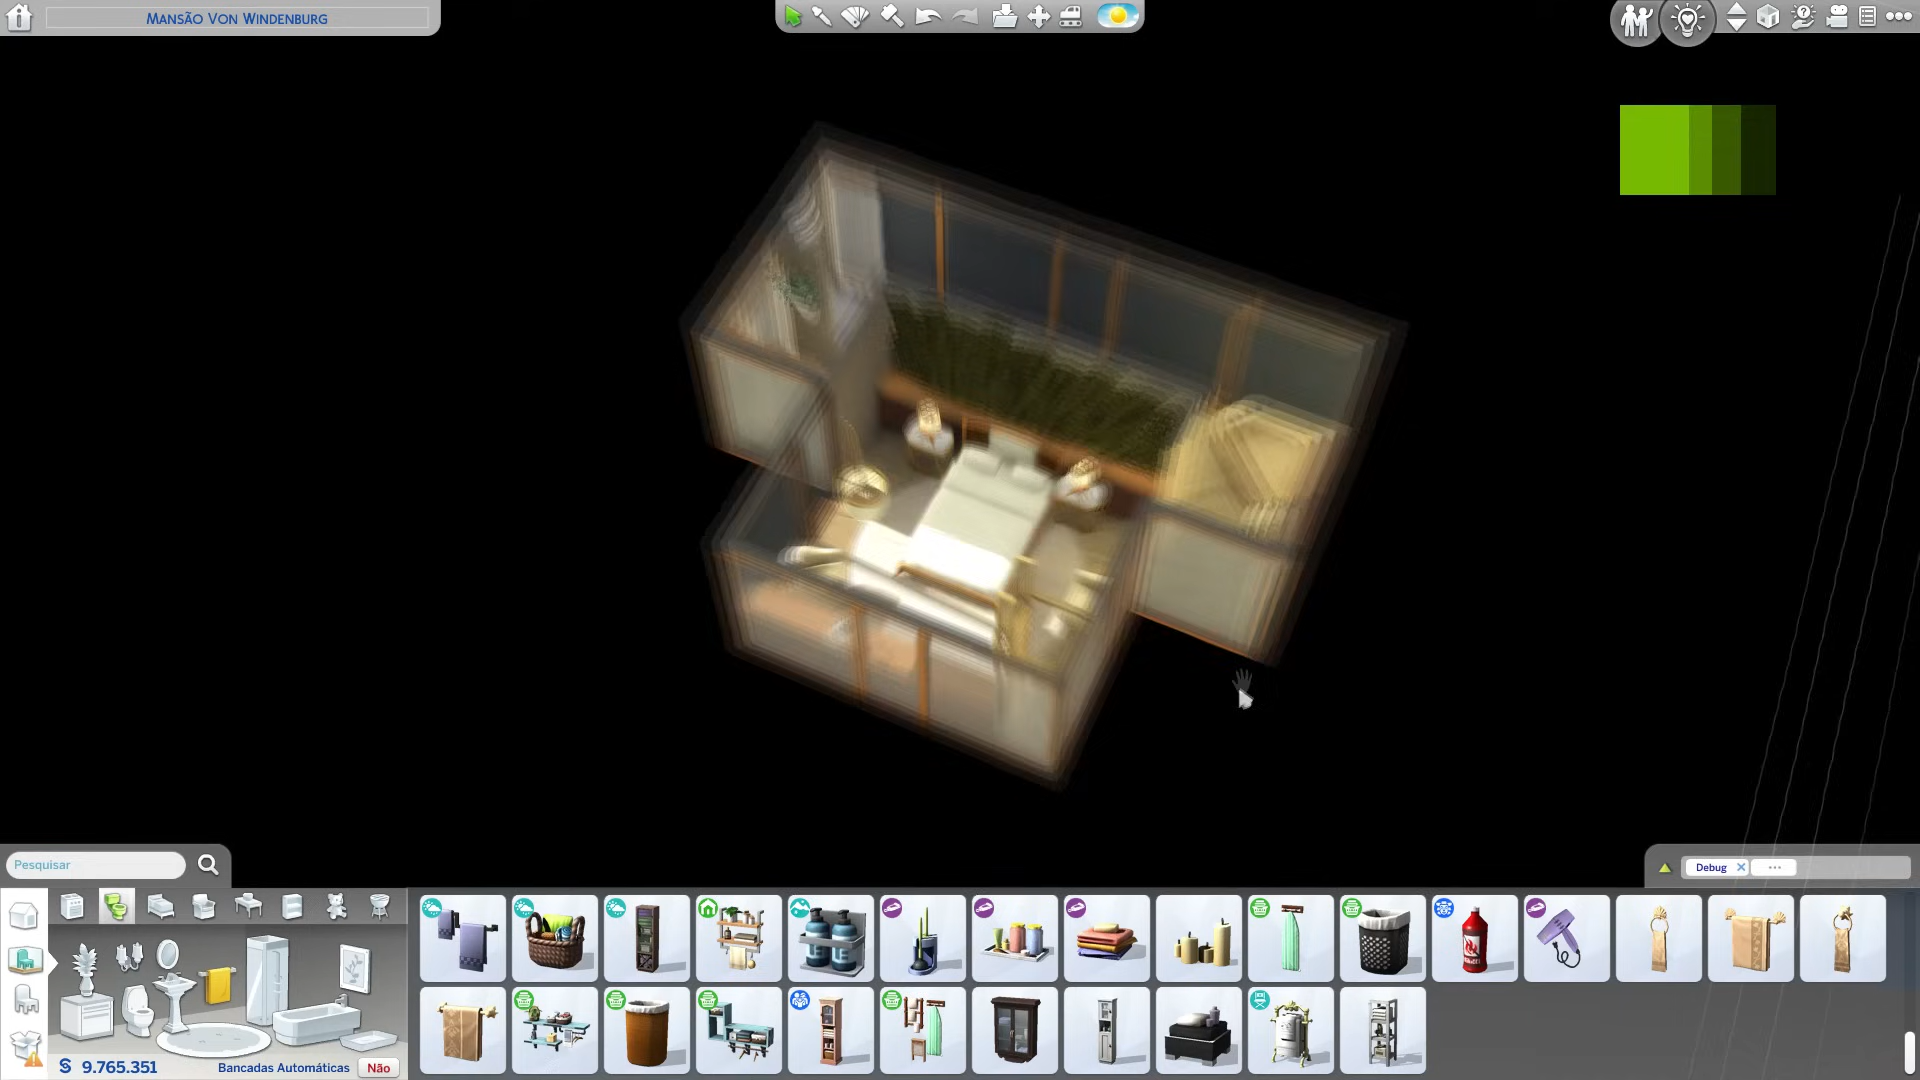 Mansão Von Windenburg
Pesquisar
Debug
9.765.351
Bancadas Automáticas
Não